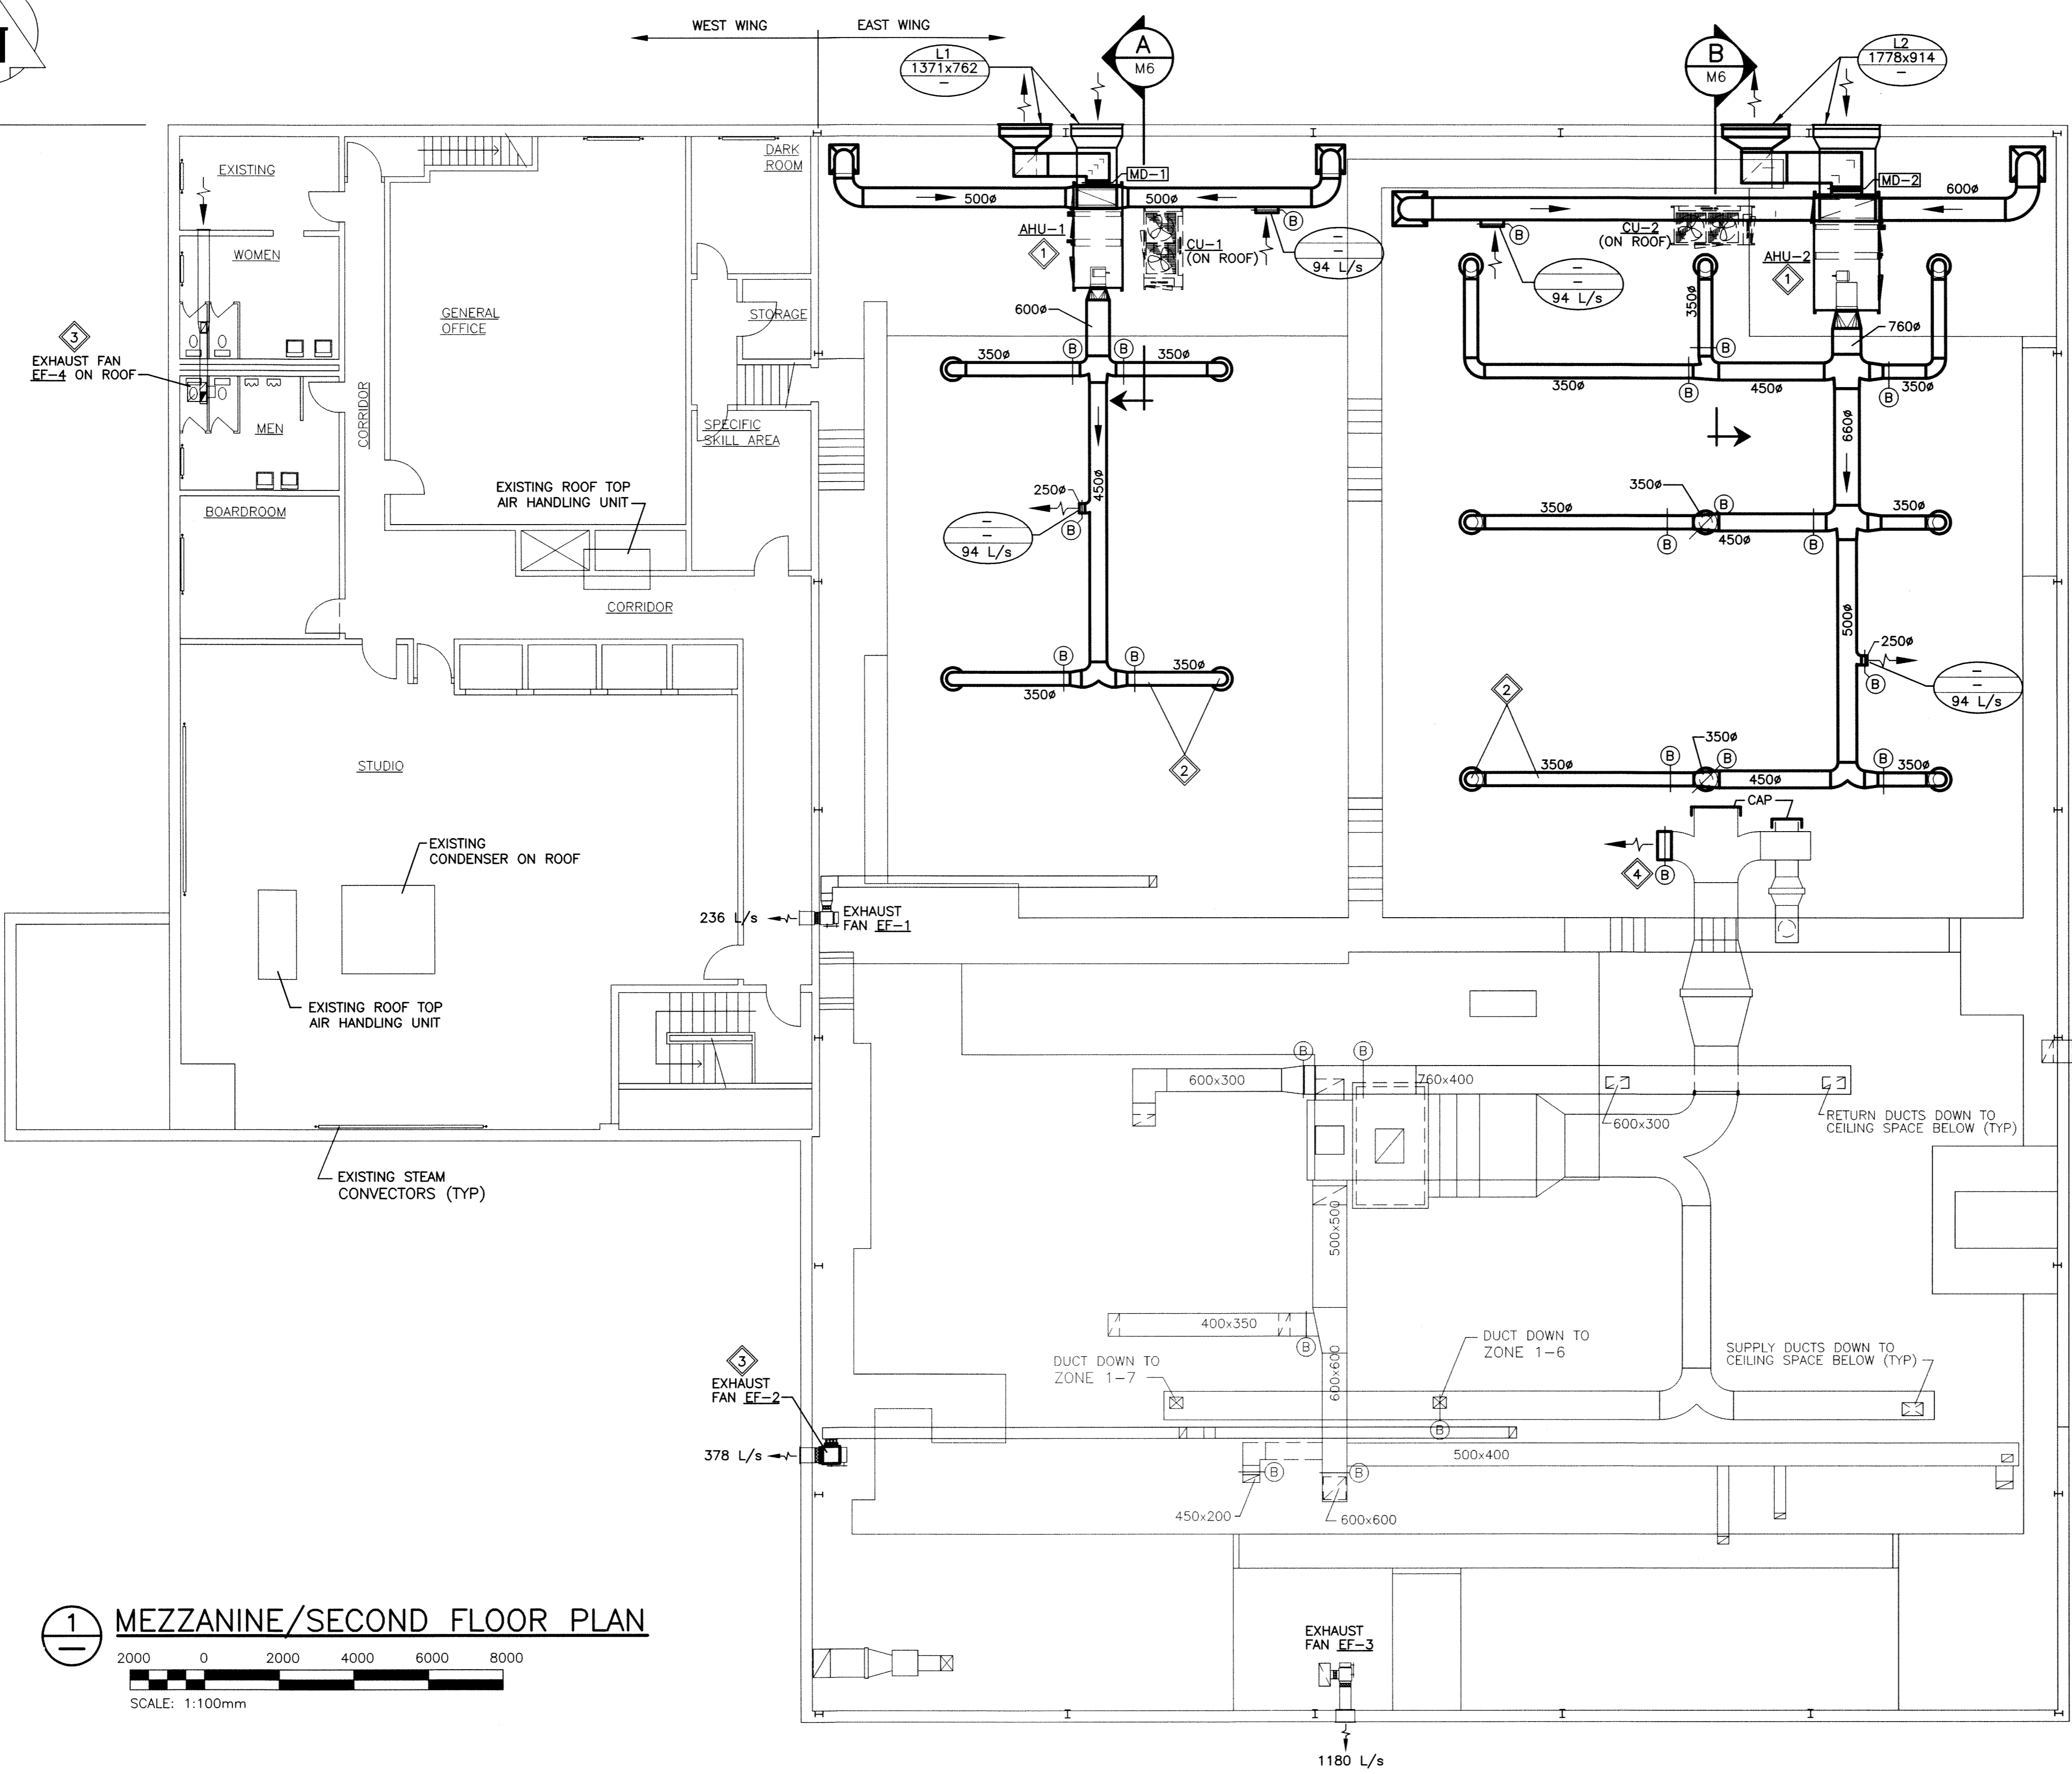 WEST WING
EAST WING
L1
1371x762
–
A
M6
B
M6
L2
1778x914
–
EXISTING
DARK
ROOM
MD-1
500ø
500ø
B
AHU-1
1
CU-1
(ON ROOF)
–
–
94 L/s
MD-2
600ø
B
CU-2
(ON ROOF)
AHU-2
1
–
–
94 L/s
WOMEN
GENERAL
OFFICE
STORAGE
600ø
350ø
760ø
3
EXHAUST FAN
EF-4 ON ROOF
350ø
B
B
350ø
B
350ø
B
450ø
B
350ø
MEN
CORRIDOR
SPECIFIC
SKILL AREA
660ø
EXISTING ROOF TOP
AIR HANDLING UNIT
BOARDROOM
250ø
450ø
B
–
–
94 L/s
350ø
350ø
B
B
450ø
B
350ø
CORRIDOR
500ø
250ø
B
–
–
94 L/s
B
B
350ø
350ø
2
2
STUDIO
350ø
350ø
B
B
450ø
B
350ø
CAP
4
B
EXISTING
CONDENSER ON ROOF
236 L/s
EXHAUST
FAN EF-1
EXISTING ROOF TOP
AIR HANDLING UNIT
B
B
600x300
760x400
600x300
RETURN DUCTS DOWN TO
CEILING SPACE BELOW (TYP)
EXISTING STEAM
CONVECTORS (TYP)
500x500
400x350
B
DUCT DOWN TO
ZONE 1-7
600x600
DUCT DOWN TO
ZONE 1-6
SUPPLY DUCTS DOWN TO
CEILING SPACE BELOW (TYP)
3
EXHAUST
FAN EF-2
378 L/s
B
500x400
B
B
450x200
600x600
1
–
MEZZANINE/SECOND FLOOR PLAN
2000 0 2000 4000 6000 8000
SCALE: 1:100mm
EXHAUST
FAN EF-3
1180 L/s